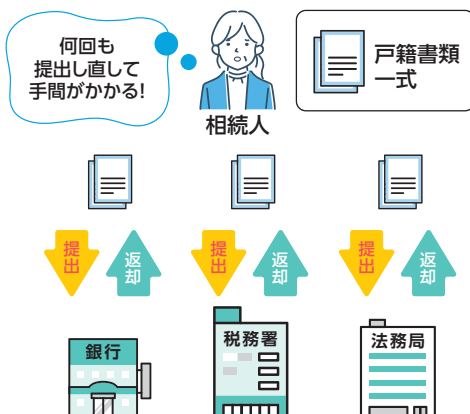 何回も
提出し直して
手間がかかる!
相続人
戸籍書類
一式
提出
返却
提出
返却
提出
返却
銀行
税務署
法務局